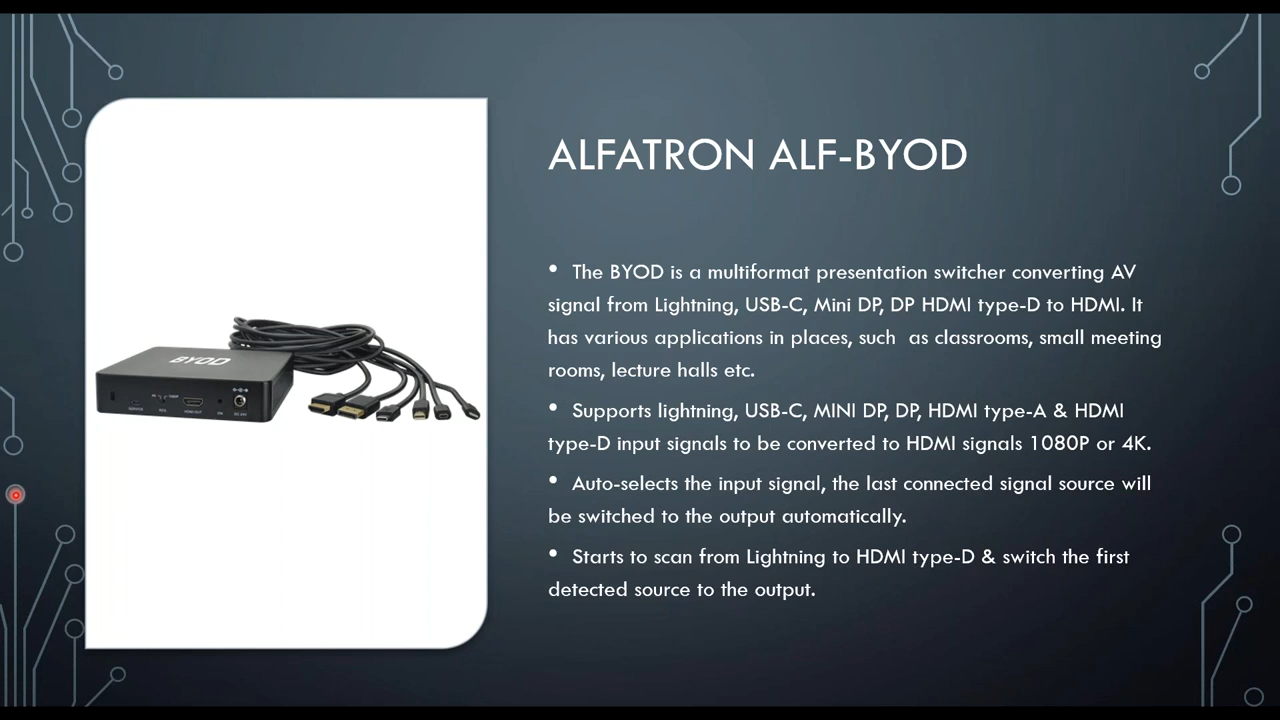 ALFATRON ALF-BYOD
BYOD
• The BYOD is a multiformat presentation switcher converting AV
signal from Lightning, USB-C, Mini DP, DP HDMI type-D to HDMI. It
has various applications in places, such  as classrooms, small meeting
rooms, lecture halls etc.
• Supports lightning, USB-C, MINI DP, DP, HDMI type-A & HDMI
type-D input signals to be converted to HDMI signals 1080P or 4K.
• Auto-selects the input signal, the last connected signal source will
be switched to the output automatically.
• Starts to scan from Lightning to HDMI type-D & switch the first
detected source to the output.